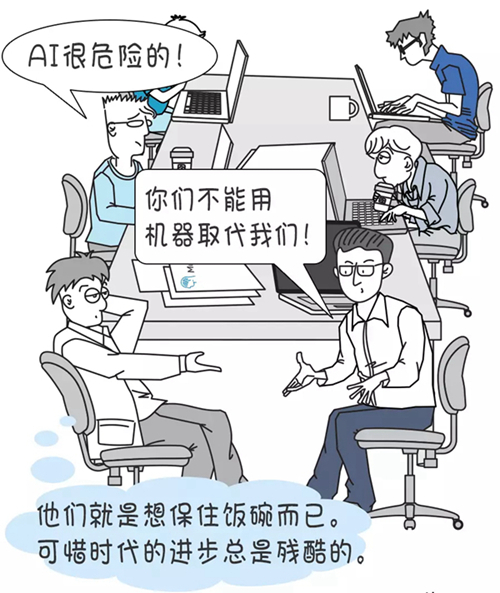 AI很危险的！
你们不能用
机器取代我们！
他们就是想保住饭碗而已。
可惜时代的进步总是残酷的。